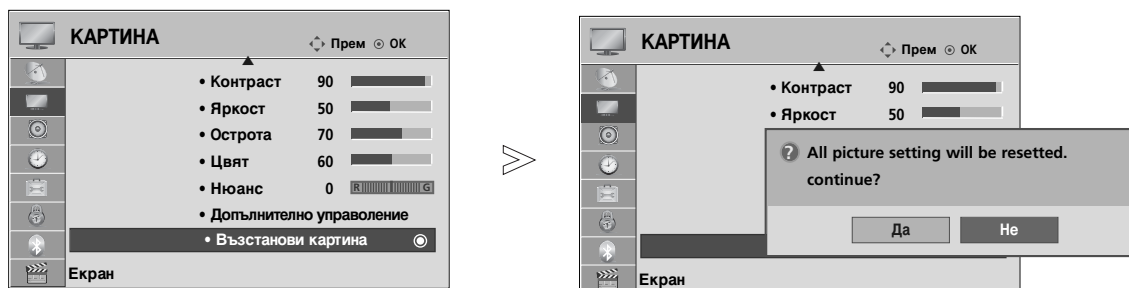 КАРТИНА
Прем OK
• Контраст 90
• Яркост 50
• Острота 70
• Цвят 60
• Нюанс 0 R G
• Допълнително управоление
• Възстанови картина
Екран
КАРТИНА
Прем OK
• Контраст 90
• Яркост 50
? All picture setting will be resetted.
continue?
Да Не
Екран